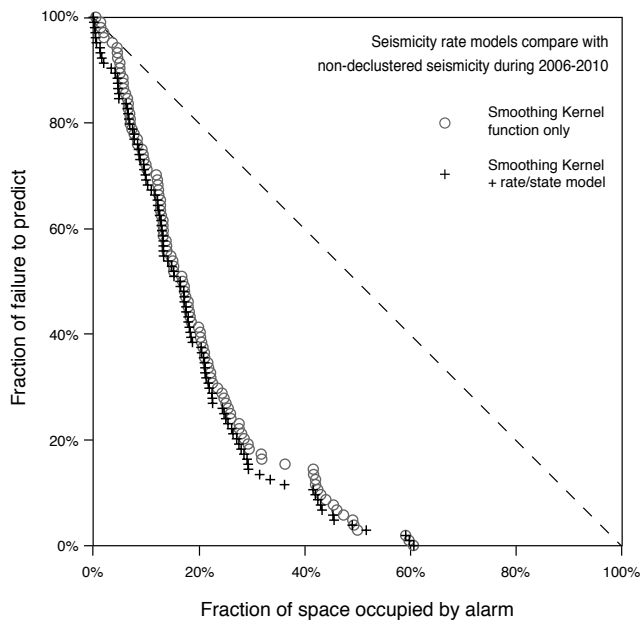 100%
80%
60%
40%
20%
0%
Fraction of failure to predict
Seismicity rate models compare with
non-declustered seismicity during 2006-2010
Smoothing Kernel
function only
Smoothing Kernel
+ rate/state model
0%
20%
40%
60%
80%
100%
Fraction of space occupied by alarm